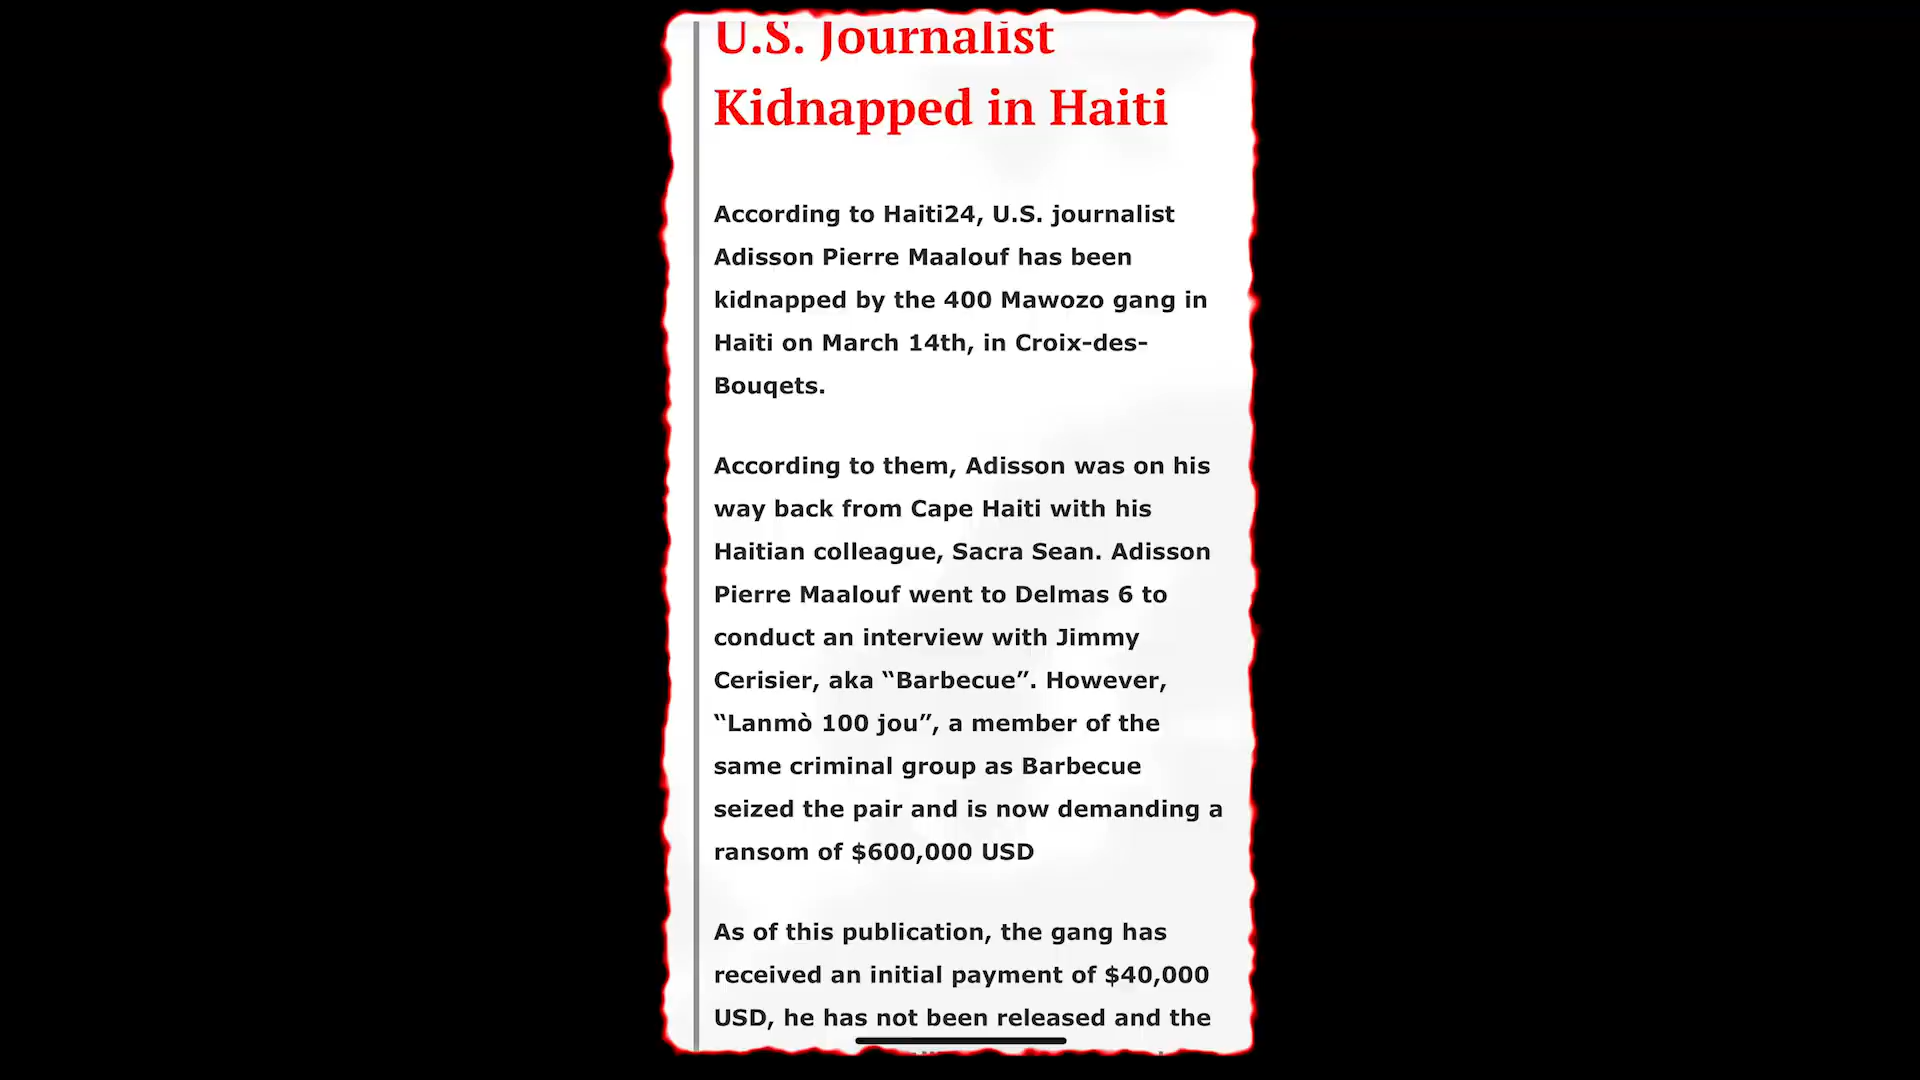 U.S. Journalist
Kidnapped in Haiti
According to Haiti24, U.S. journalist
Adisson Pierre Maalouf has been
kidnapped by the 400 Mawozo gang in
Haiti on March 14th, in Croix-des-
Bouqets.
According to them, Adisson was on his
way back from Cape Haiti with his
Haitian colleague, Sacra Sean. Adisson
Pierre Maalouf went to Delmas 6 to
conduct an interview with Jimmy
Cerisier, aka “Barbecue”. However,
“Lanmò 100 jou”, a member of the
same criminal group as Barbecue
seized the pair and is now demanding a
ransom of $600,000 USD
As of this publication, the gang has
received an initial payment of $40,000
USD, he has not been released and the